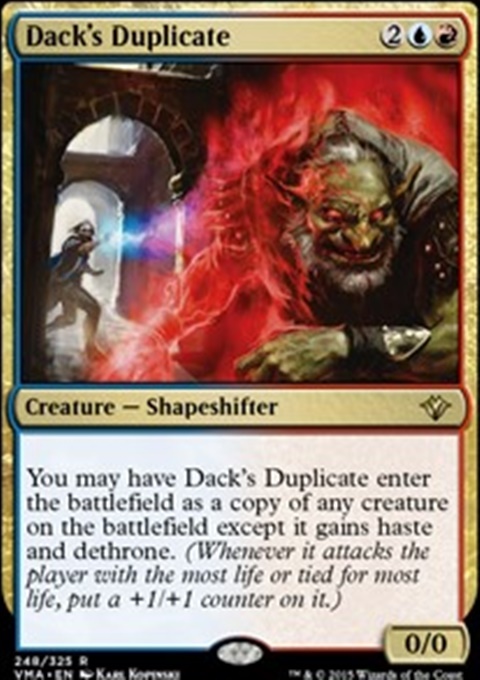 Dack's Duplicate 2
Creature — Shapeshifter
You may have Dack's Duplicate enter
the battlefield as a copy of any creature
on the battlefield except it gains haste
and dethrone. (Whenever it attacks the
player with the most life or tied for most
life, put a +1/+1 counter on it.)
0/0
248/325 R
VMA • EN Karl Kopinski ™ & © 2015 Wizards of the Coast